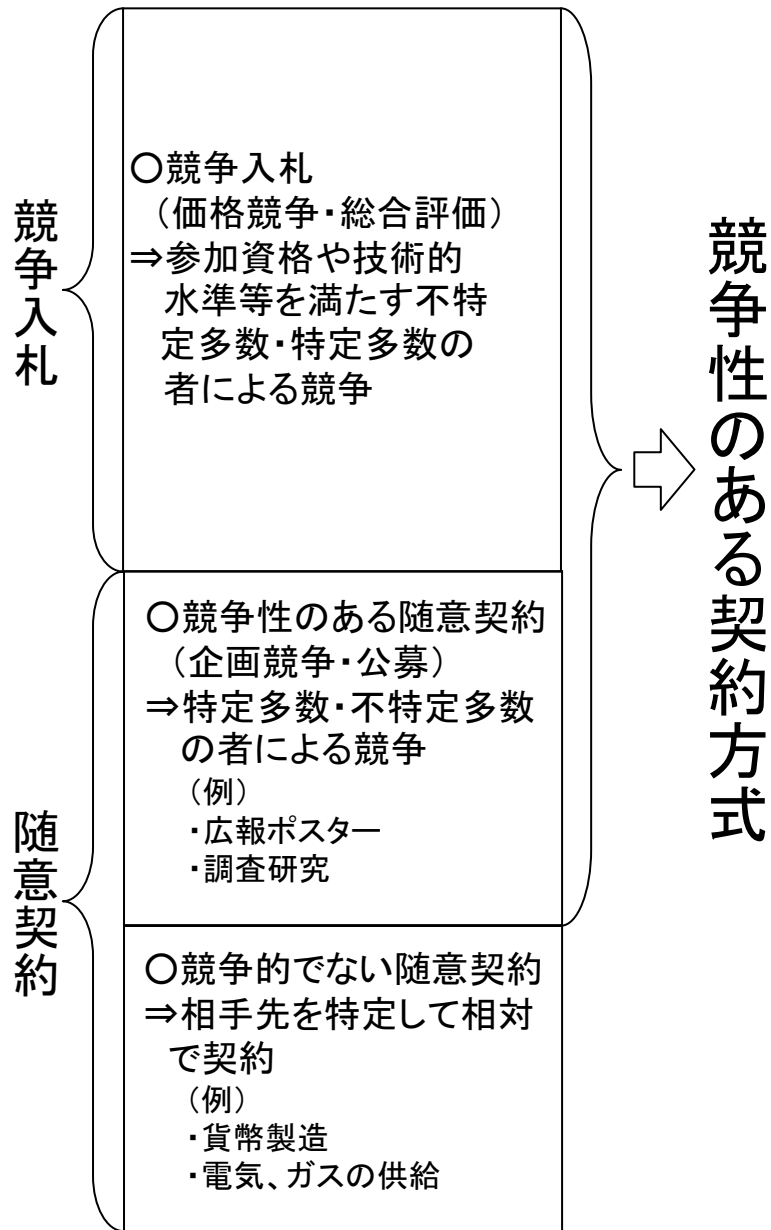 競争入札
○競争入札
（価格競争・総合評価）
⇒参加資格や技術的
水準等を満たす不特
定多数・特定多数の
者による競争
随意契約
○競争性のある随意契約
（企画競争・公募）
⇒特定多数・不特定多数
の者による競争
（例）
・広報ポスター
・調査研究
○競争的でない随意契約
⇒相手先を特定して相対
で契約
（例）
・貨幣製造
・電気、ガスの供給
競争性のある契約方式